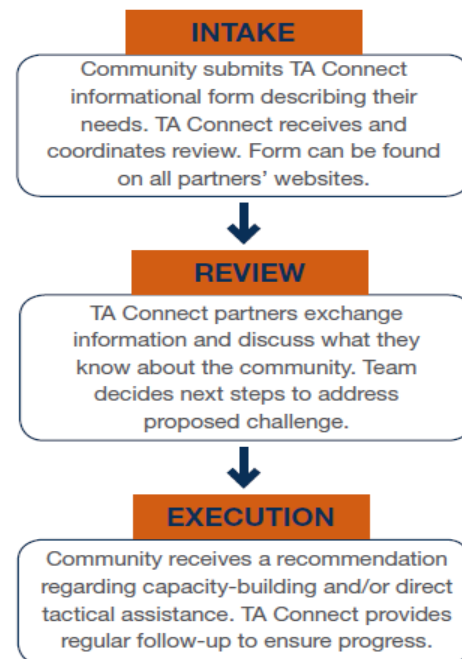 INTAKE
Community submits TA Connect
informational form describing their
needs. TA Connect receives and
coordinates review. Form can be found
on all partners’ websites.
REVIEW
TA Connect partners exchange
information and discuss what they
know about the community. Team
decides next steps to address
proposed challenge.
EXECUTION
Community receives a recommendation
regarding capacity-building and/or direct
tactical assistance. TA Connect provides
regular follow-up to ensure progress.